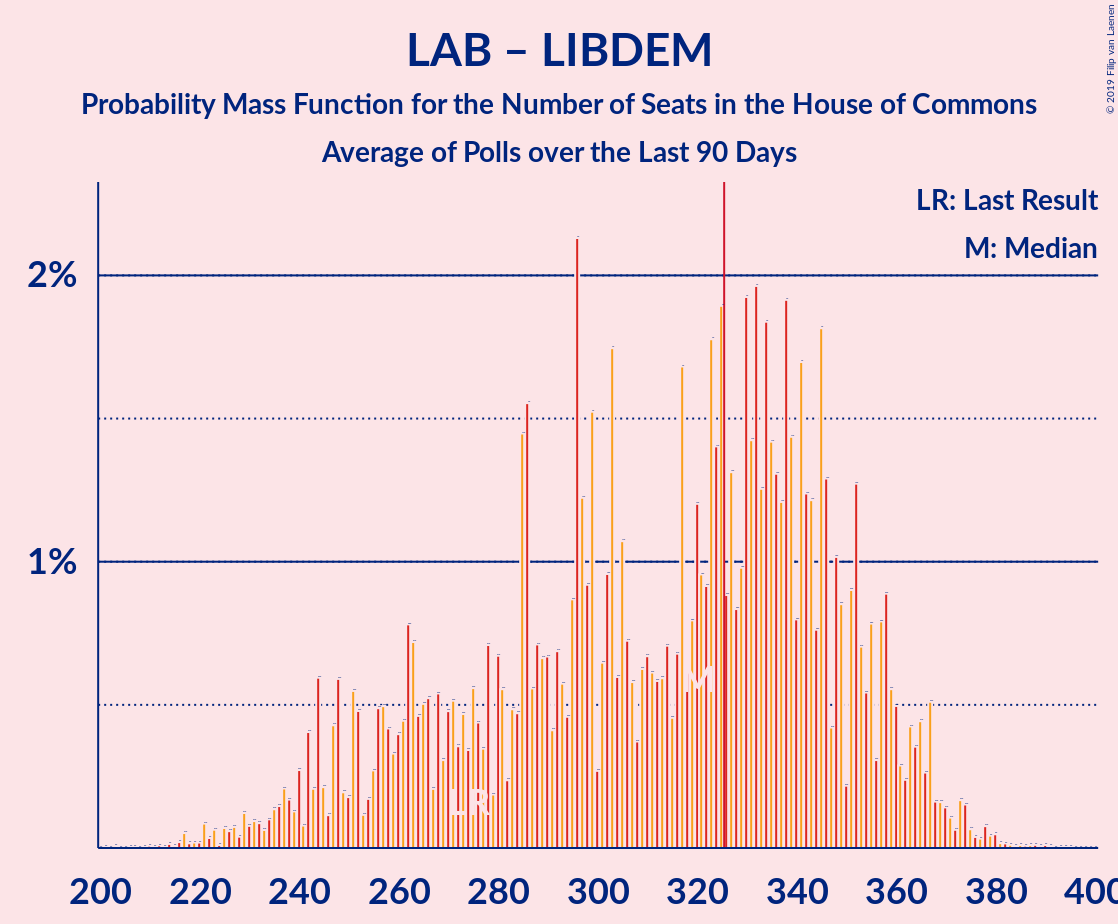 LAB – LIBDEM
Probability Mass Function for the Number of Seats in the House of Commons
Average of Polls over the Last 90 Days
© 2019 Filip van Laenen
LR: Last Result
M: Median
2%
1%
M
LR
200 220 240 260 280 300 320 340 360 380 400